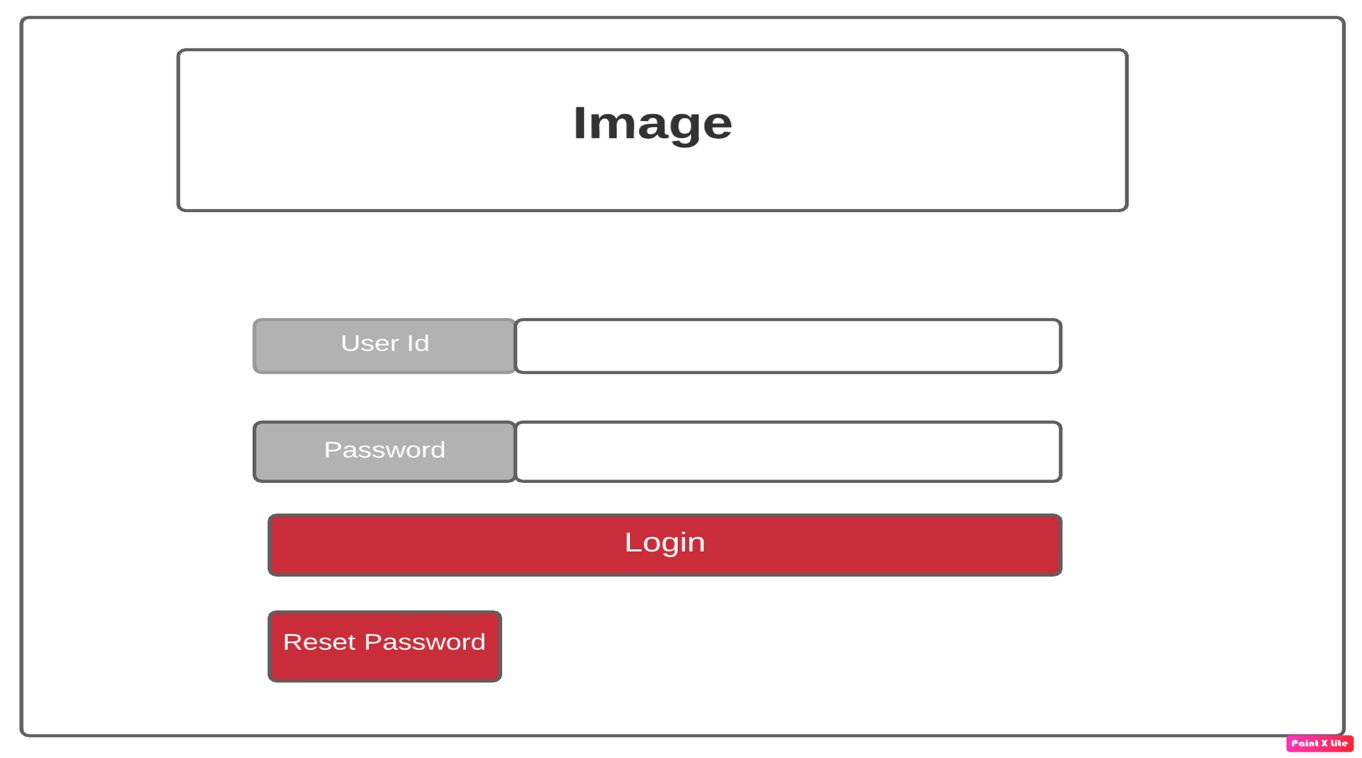 Image
User Id
Password
Login
Reset Password
Paint X lite